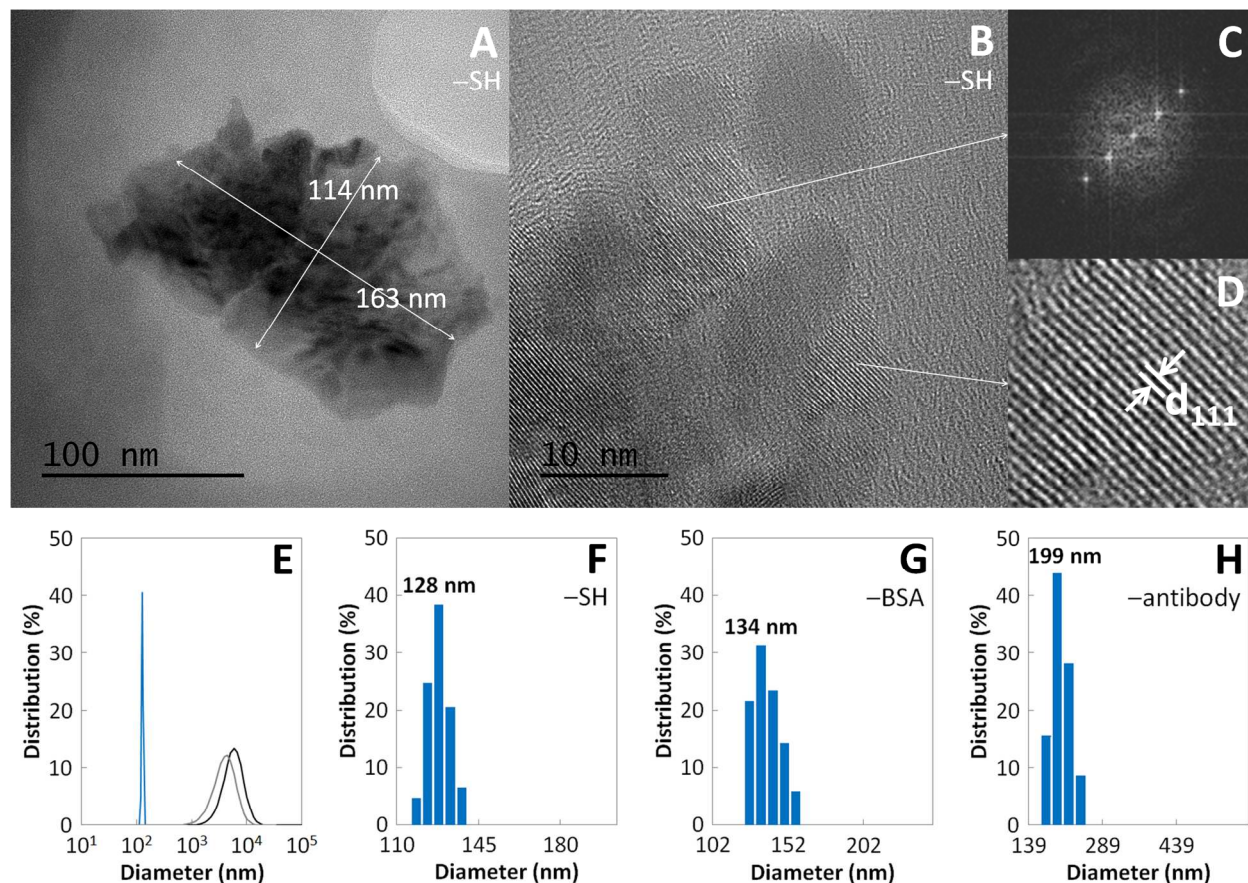 A
–SH
114 nm
163 nm
100 nm
B
–SH
10 nm
C
D
d111
E
Distribution (%)
50
40
30
20
10
0
10¹
10²
10³
10⁴
10⁵
Diameter (nm)
F
–SH
128 nm
Distribution (%)
50
40
30
20
10
0
110
145
180
Diameter (nm)
G
–BSA
134 nm
Distribution (%)
50
40
30
20
10
0
102
152
202
Diameter (nm)
H
–antibody
199 nm
Distribution (%)
50
40
30
20
10
0
139
289
439
Diameter (nm)